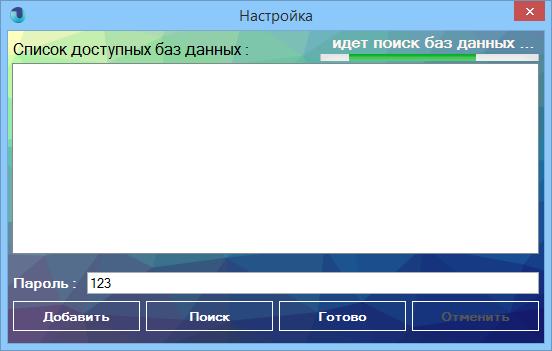 Настройка
Список доступных баз данных :
идет поиск баз данных ...
Пароль :
123
Добавить
Поиск
Готово
Отменить